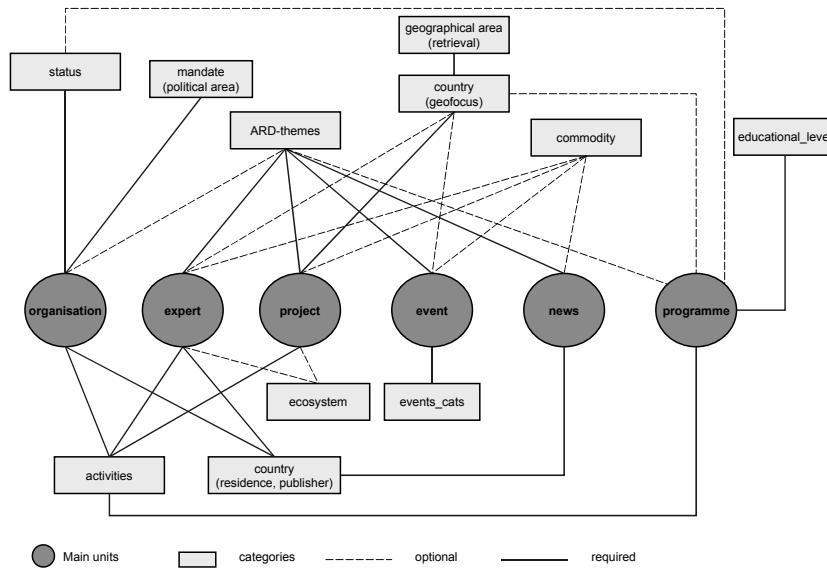 geographical area
(retrieval)
status
mandate
(political area)
country
(geofocus)
ARD-themes
commodity
educational_level
organisation
expert
project
event
news
programme
ecosystem
events_cats
activities
country
(residence, publisher)
Main units
categories
optional
required